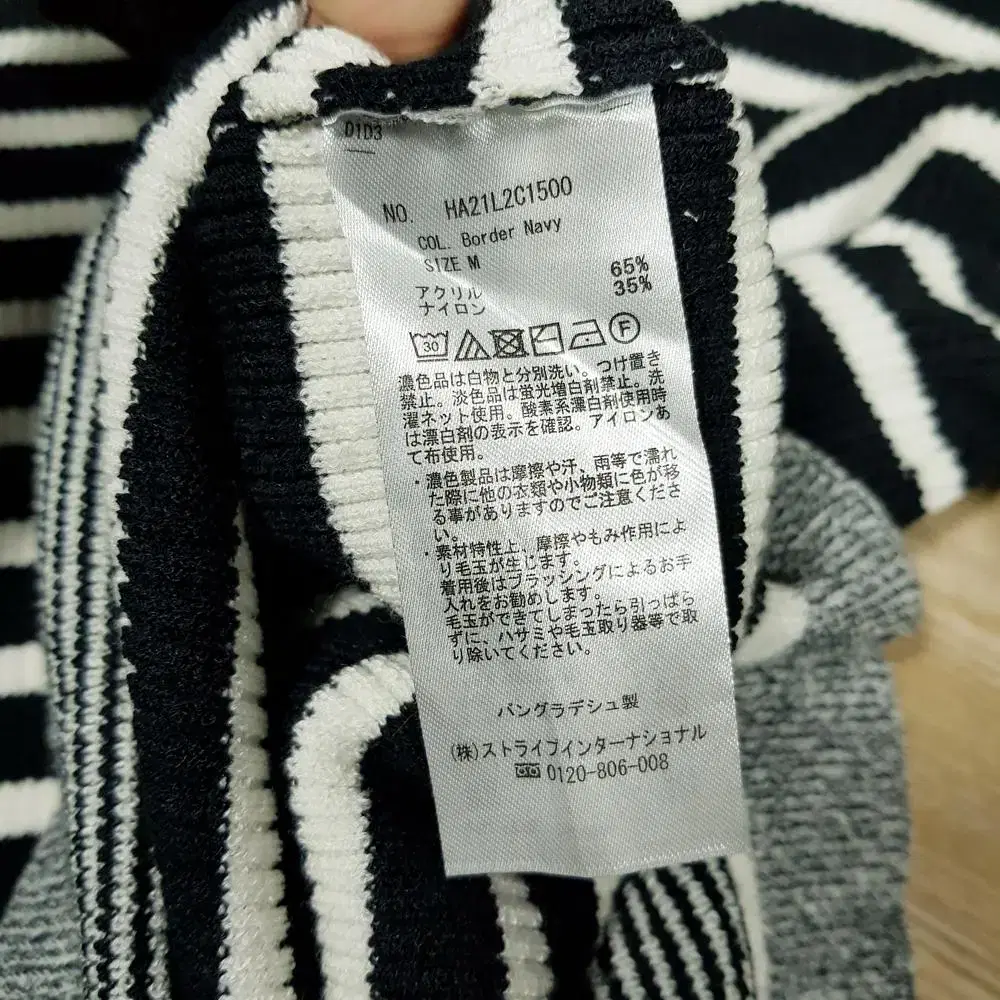 D1D3
NO. HA21L2C1500
COL. Border Navy
SIZE M
アクリル 65%
ナイロン 35%
30 F
濃色品は白物と分別洗い。つけ置き
禁止。淡色品は蛍光増白剤禁止。洗
濯ネット使用。酸素系漂白剤使用時
は漂白剤の表示を確認。アイロンあ
て布使用。
・濃色製品は摩擦や汗、雨等で濡れ
た際に他の衣類や小物類に色が移
る事がありますのでご注意くださ
い。
・素材特性上、摩擦やもみ作用によ
り毛玉が生じます。
着用後はブラッシングによるお手
入れをお勧めします。
毛玉ができてしまったら引っぱら
ずに、ハサミや毛玉取り器等で取
り除いてください。
バングラデシュ製
(株)ストライプインターナショナル
0120-806-008